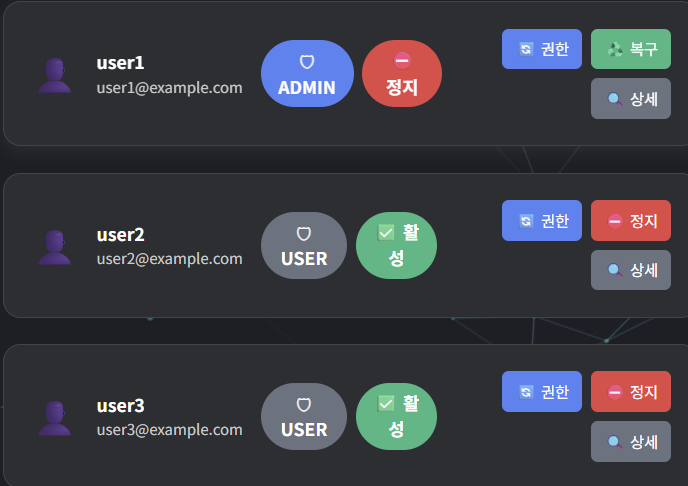 user1
user1@example.com
ADMIN
정지
권한
복구
상세
user2
user2@example.com
USER
활
성
권한
정지
상세
user3
user3@example.com
USER
활
성
권한
정지
상세